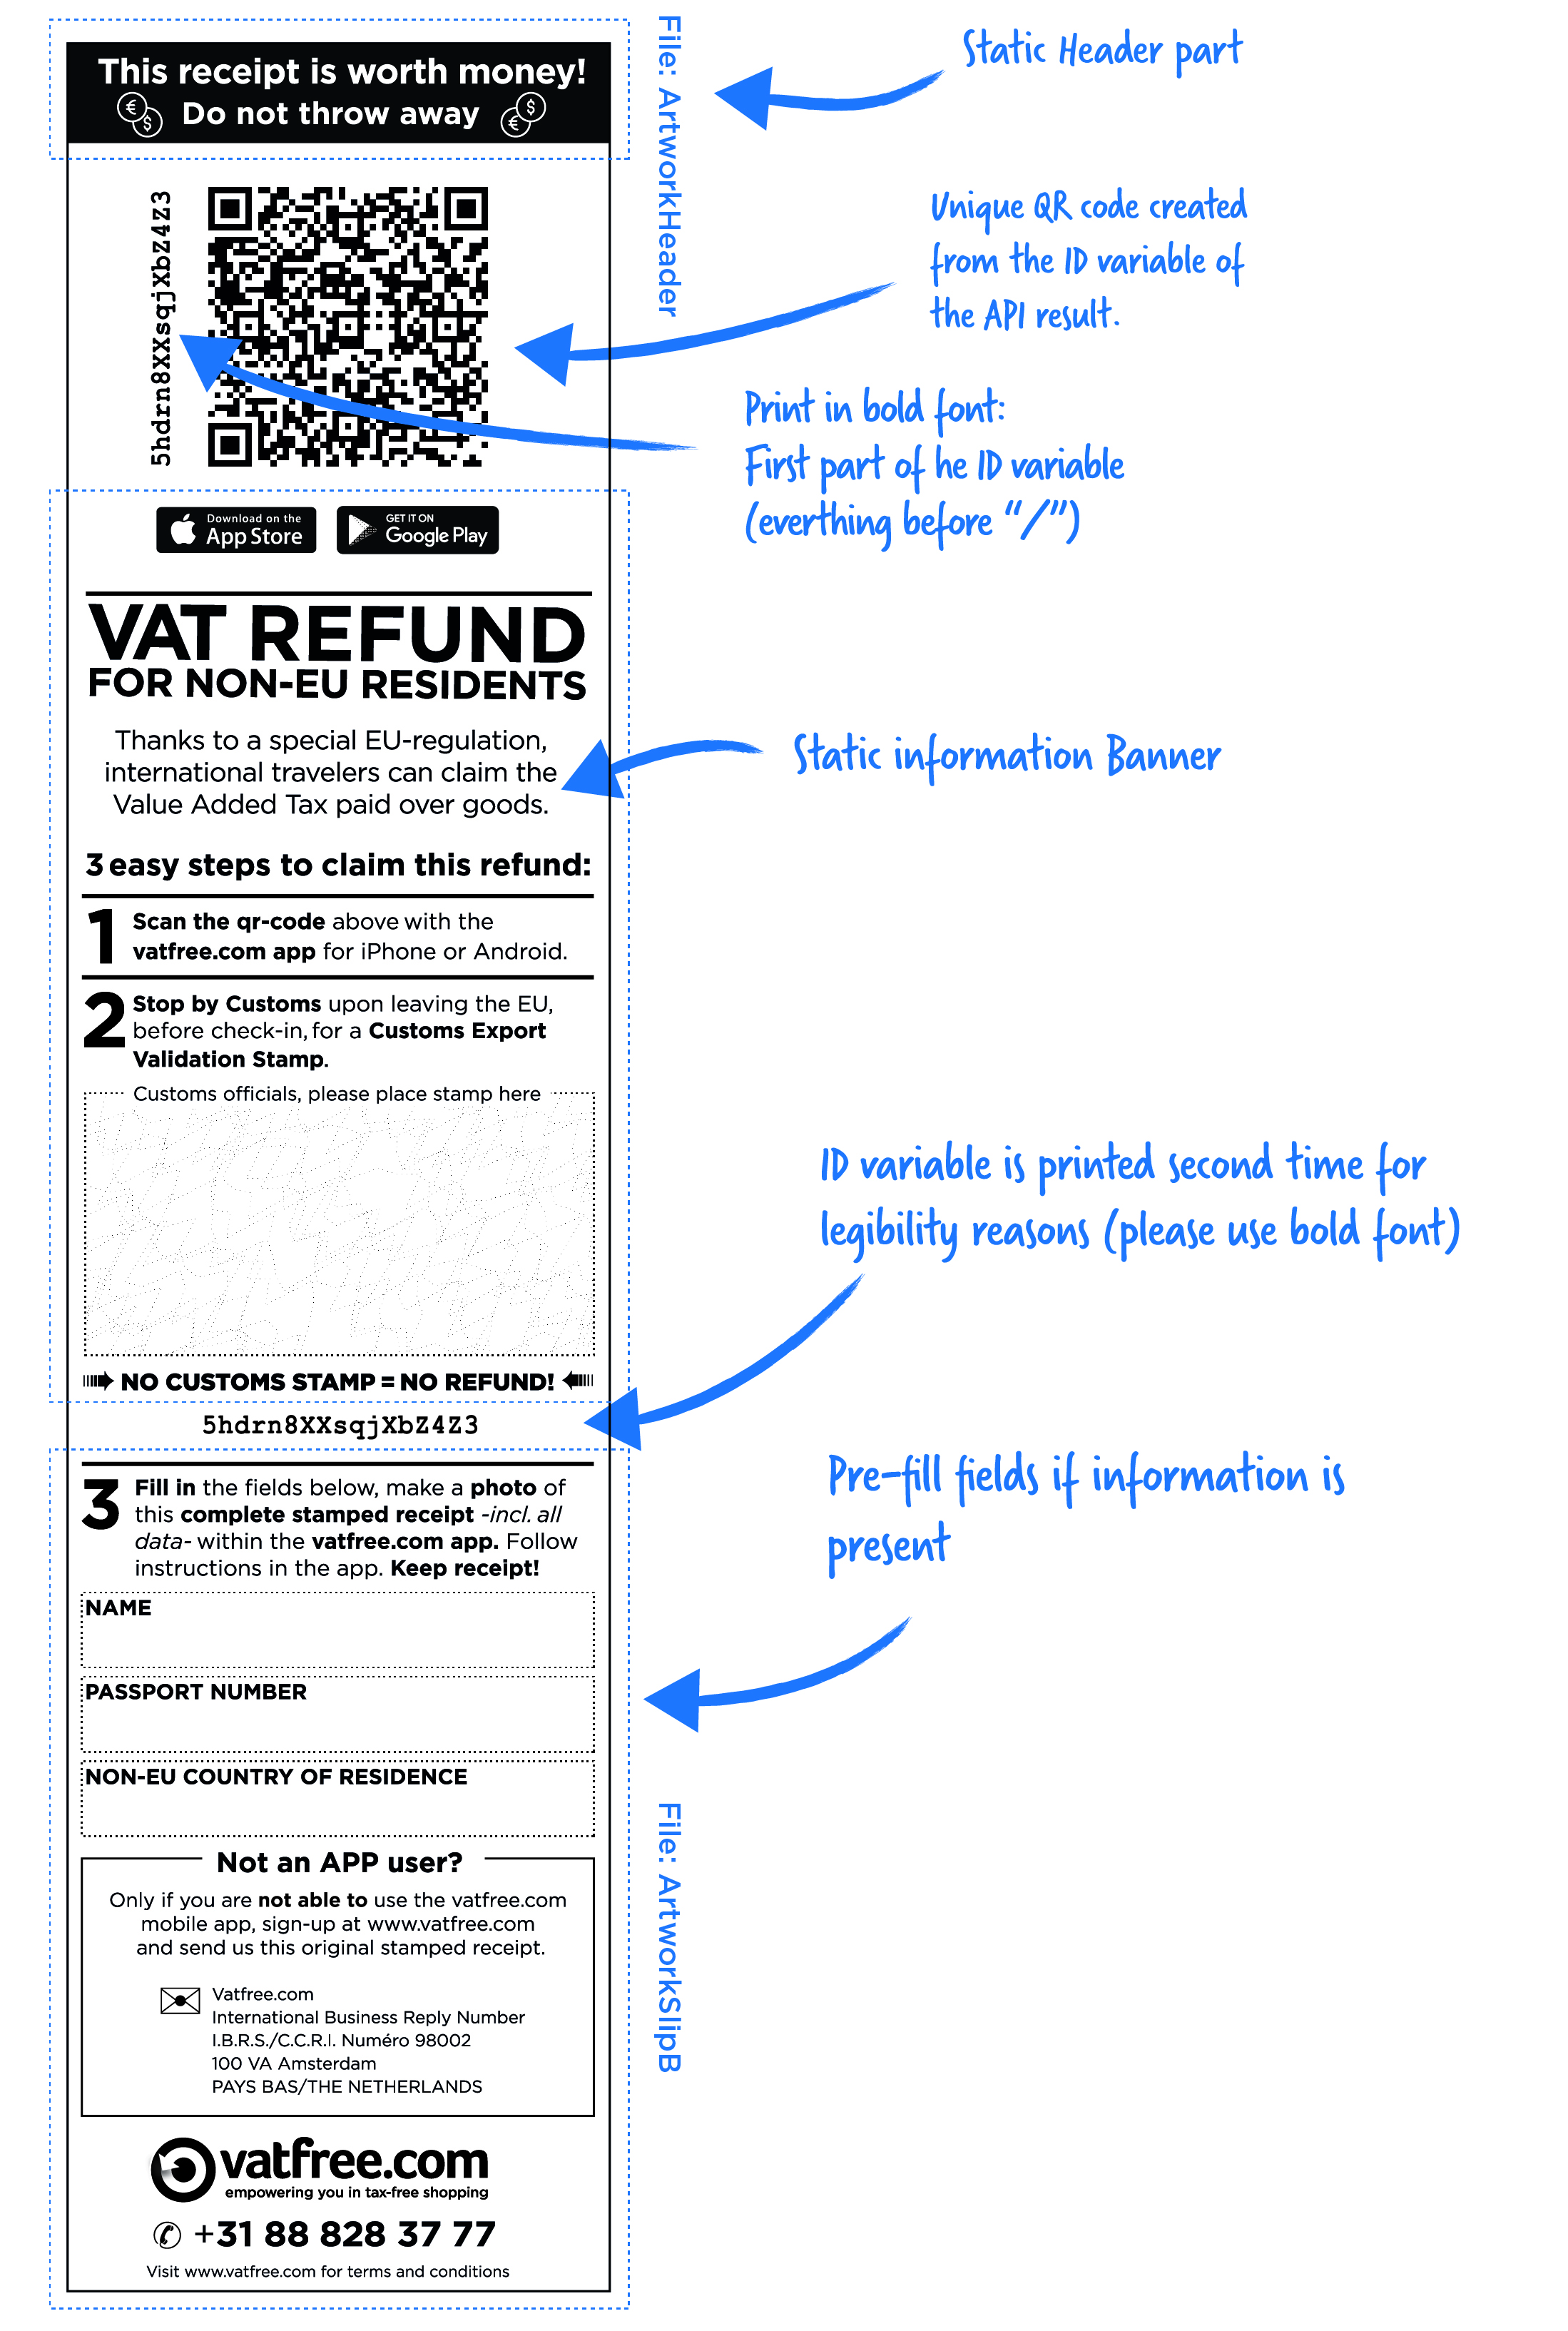 This receipt is worth money!
Do not throw away
File: ArtworkHeader
Static Header part
5hdrn8XXsqjXbZ4Z3
Unique QR code created
from the ID variable of
the API result.
Print in bold font:
First part of he ID variable
(everthing before “/”)
Download on the
App Store
GET IT ON
Google Play
VAT REFUND
FOR NON-EU RESIDENTS
Thanks to a special EU-regulation,
international travelers can claim the
Value Added Tax paid over goods.
Static information Banner
3 easy steps to claim this refund:
1 Scan the qr-code above with the
vatfree.com app for iPhone or Android.
2 Stop by Customs upon leaving the EU,
before check-in, for a Customs Export
Validation Stamp.
Customs officials, please place stamp here
NO CUSTOMS STAMP = NO REFUND!
5hdrn8XXsqjXbZ4Z3
ID variable is printed second time for
legibility reasons (please use bold font)
3 Fill in the fields below, make a photo of
this complete stamped receipt -incl. all
data- within the vatfree.com app. Follow
instructions in the app. Keep receipt!
Pre-fill fields if information is
present
NAME
PASSPORT NUMBER
NON-EU COUNTRY OF RESIDENCE
File: ArtworkSlipB
Not an APP user?
Only if you are not able to use the vatfree.com
mobile app, sign-up at www.vatfree.com
and send us this original stamped receipt.
Vatfree.com
International Business Reply Number
I.B.R.S./C.C.R.I. Numéro 98002
100 VA Amsterdam
PAYS BAS/THE NETHERLANDS
vatfree.com
empowering you in tax-free shopping
+31 88 828 37 77
Visit www.vatfree.com for terms and conditions